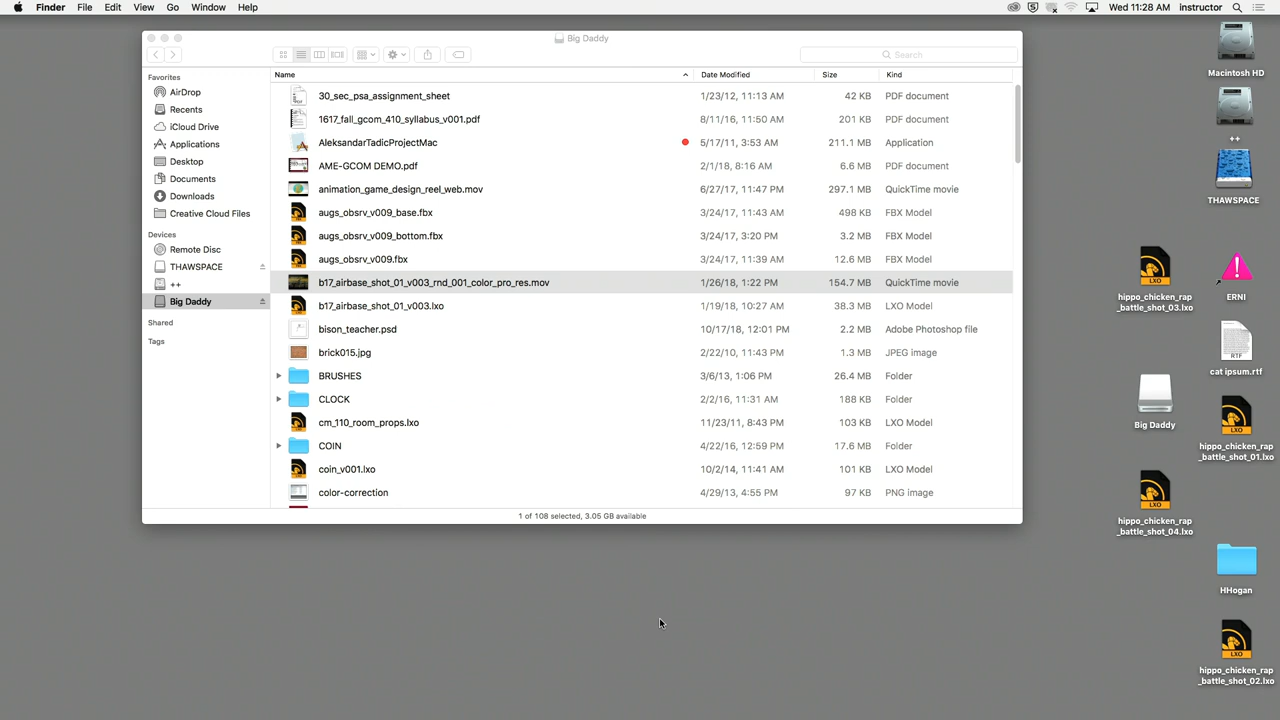 Finder File Edit View Go Window Help Wed 11:28 AM instructor
Big Daddy
Search
Favorites
AirDrop
Recents
iCloud Drive
Applications
Desktop
Documents
Downloads
Creative Cloud Files
Devices
Remote Disc
THAWSPACE
++
Big Daddy
Shared
Tags
Name Date Modified Size Kind
30_sec_psa_assignment_sheet 1/23/12, 11:13 AM 42 KB PDF document
1617_fall_gcom_410_syllabus_v001.pdf 8/11/16, 11:50 AM 201 KB PDF document
AleksandarTadicProjectMac 5/17/11, 3:53 AM 211.1 MB Application
AME-GCOM DEMO.pdf 2/1/18, 8:16 AM 6.6 MB PDF document
animation_game_design_reel_web.mov 6/27/17, 11:47 PM 297.1 MB QuickTime movie
augs_obsrv_v009_base.fbx 3/24/17, 11:43 AM 498 KB FBX Model
augs_obsrv_v009_bottom.fbx 3/24/17, 3:20 PM 3.2 MB FBX Model
augs_obsrv_v009.fbx 3/24/17, 11:39 AM 12.6 MB FBX Model
b17_airbase_shot_01_v003_rnd_001_color_pro_res.mov 1/26/18, 1:22 PM 154.7 MB QuickTime movie
b17_airbase_shot_01_v003.lxo 1/19/18, 10:27 AM 38.3 MB LXO Model
bison_teacher.psd 10/17/18, 12:01 PM 2.2 MB Adobe Photoshop file
brick015.jpg 2/22/10, 11:43 PM 1.3 MB JPEG image
BRUSHES 3/6/13, 1:06 PM 26.4 MB Folder
CLOCK 2/2/16, 11:31 AM 188 KB Folder
cm_110_room_props.lxo 11/23/11, 8:43 PM 103 KB LXO Model
COIN 4/22/16, 12:59 PM 17.6 MB Folder
coin_v001.lxo 10/2/14, 11:41 AM 101 KB LXO Model
color-correction 4/29/13, 4:55 PM 97 KB PNG image
1 of 108 selected, 3.05 GB available
Macintosh HD
++
THAWSPACE
LXO
hippo_chicken_rap
_battle_shot_03.lxo
ERNI
RTF
cat ipsum.rtf
Big Daddy
LXO
hippo_chicken_rap
_battle_shot_01.lxo
LXO
hippo_chicken_rap
_battle_shot_04.lxo
HHogan
LXO
hippo_chicken_rap
_battle_shot_02.lxo